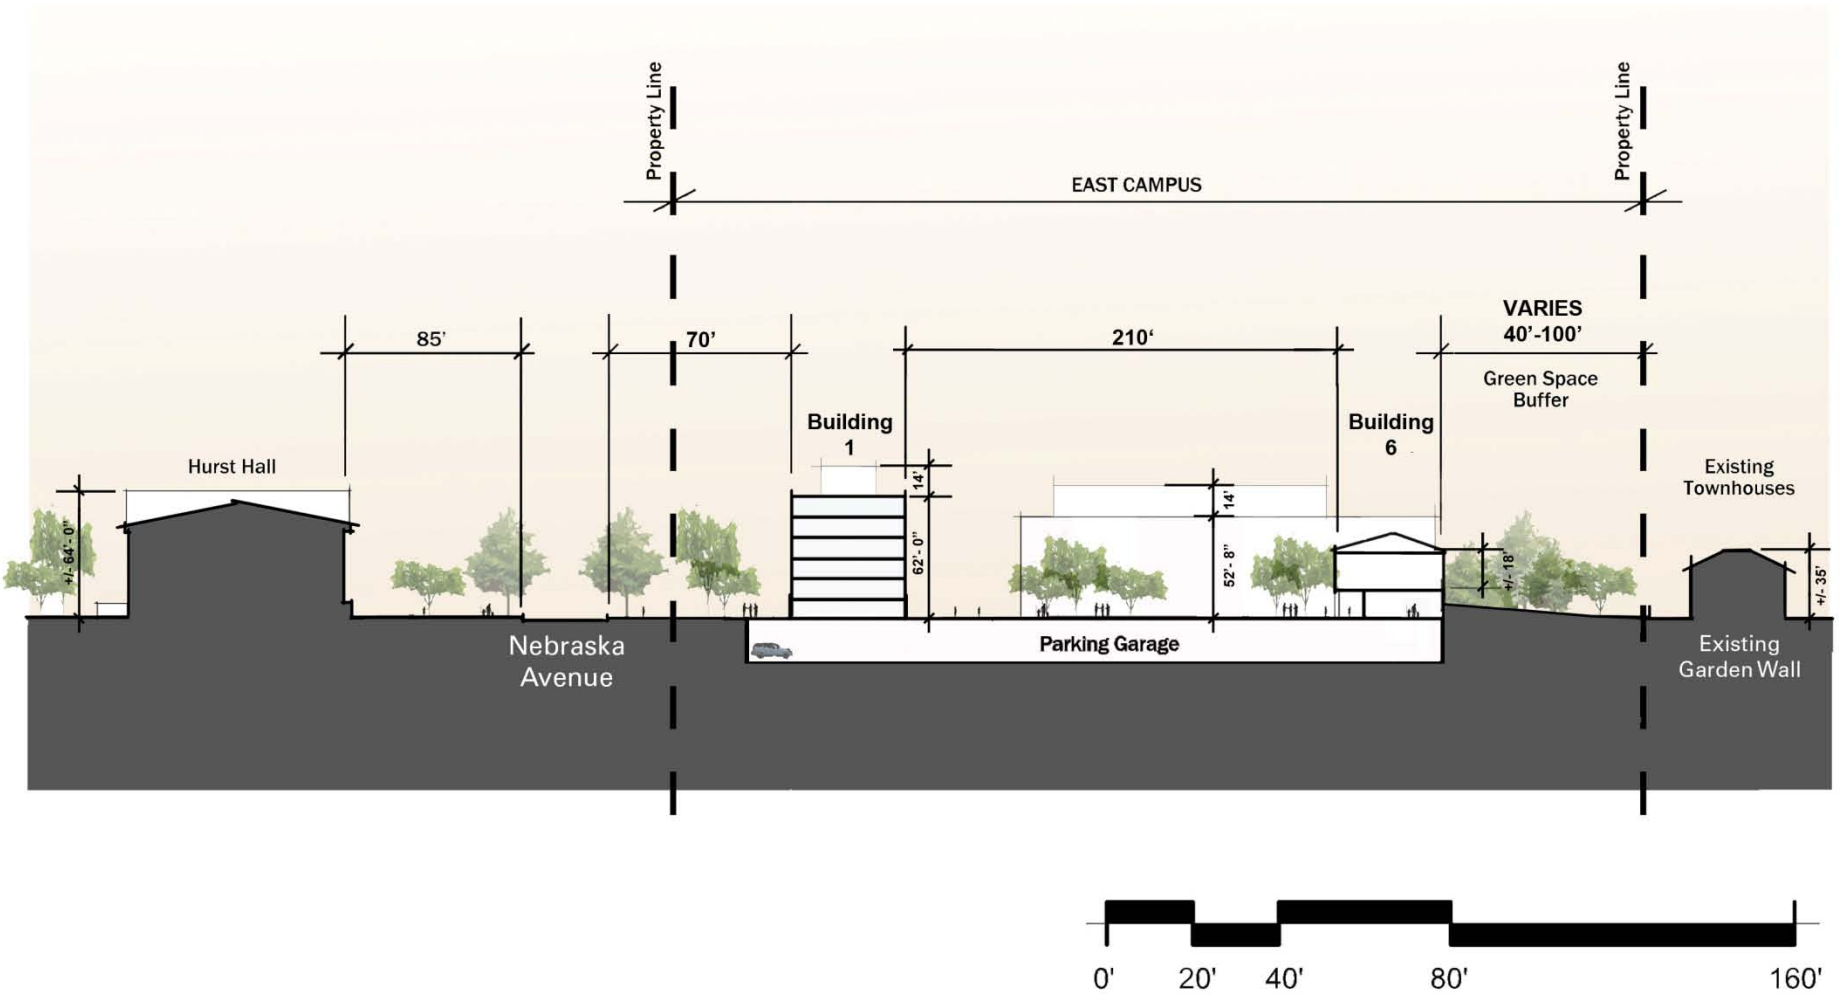 Property Line
Property Line
EAST CAMPUS
VARIES
40'-100'
85'
70'
210'
Green Space
Buffer
Building
1
Building
6
Hurst Hall
Existing
Townhouses
14'
14'
+/- 64'- 0"
62'- 0"
52'- 8"
+/- 18'
+/- 35'
Nebraska
Avenue
Parking Garage
Existing
Garden Wall
0' 20' 40' 80' 160'